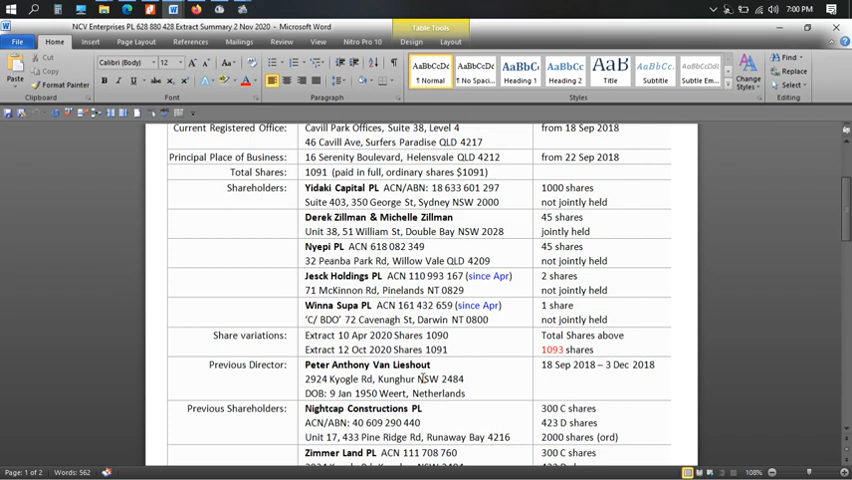 NCV Enterprises PL 628 880 428 Extract Summary 2 Nov 2020 - Microsoft Word
Table Tools
7:00 PM
File Home Insert Page Layout References Mailings Review View Nitro Pro 10 Design Layout
Cut
Copy
Format Painter
Paste
Clipboard
Calibri (Body) 12
Font
Paragraph
AaBbCcDc ¶ Normal
AaBbCcDc ¶ No Spaci...
AaBbC Heading 1
AaBbCc Heading 2
AaB Title
AaBbCcL Subtitle
AaBbCcDc Subtle Em...
Change Styles
Styles
Find
Replace
Select
Editing
Current Registered Office: Cavill Park Offices, Suite 38, Level 4 from 18 Sep 2018
46 Cavill Ave, Surfers Paradise QLD 4217
Principal Place of Business: 16 Serenity Boulevard, Helensvale QLD 4212 from 22 Sep 2018
Total Shares: 1091 (paid in full, ordinary shares $1091)
Shareholders: Yidaki Capital PL ACN/ABN: 18 633 601 297 1000 shares
Suite 403, 350 George St, Sydney NSW 2000 not jointly held
Derek Zillman & Michelle Zillman 45 shares
Unit 38, 51 William St, Double Bay NSW 2028 jointly held
Nyepi PL ACN 618 082 349 45 shares
32 Peanba Park Rd, Willow Vale QLD 4209 not jointly held
Jesck Holdings PL ACN 110 993 167 (since Apr) 2 shares
71 McKinnon Rd, Pinelands NT 0829 not jointly held
Winna Supa PL ACN 161 432 659 (since Apr) 1 share
'C/ BDO' 72 Cavenagh St, Darwin NT 0800 not jointly held
Share variations: Extract 10 Apr 2020 Shares 1090 Total Shares above
Extract 12 Oct 2020 Shares 1091 1093 shares
Previous Director: Peter Anthony Van Lieshout 18 Sep 2018 – 3 Dec 2018
2924 Kyogle Rd, Kunghur NSW 2484
DOB: 9 Jan 1950 Weert, Netherlands
Previous Shareholders: Nightcap Constructions PL 300 C shares
ACN/ABN: 40 609 290 440 423 D shares
Unit 17, 433 Pine Ridge Rd, Runaway Bay 4216 2000 shares (ord)
Zimmer Land PL ACN 111 708 760 300 C shares
Page: 1 of 2 Words: 562 108%